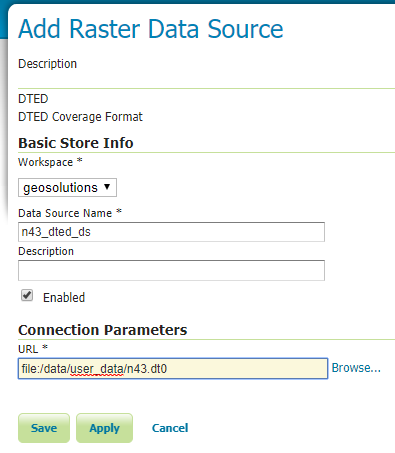 Add Raster Data Source
Description
DTED
DTED Coverage Format
Basic Store Info
Workspace *
geosolutions
Data Source Name *
n43_dted_ds
Description
Enabled
Connection Parameters
URL *
file:/data/user_data/n43.dt0 Browse...
Save Apply Cancel